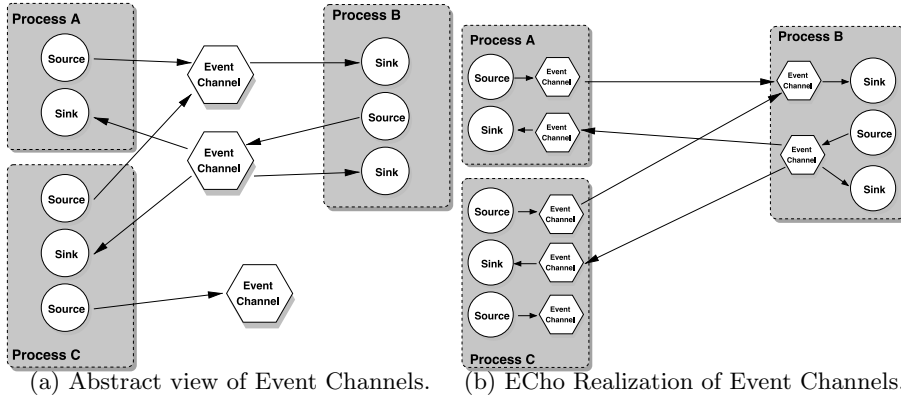 Process A
Source
Sink
Event
Channel
Event
Channel
Process B
Sink
Source
Sink
Source
Sink
Source
Process C
Event
Channel
(a) Abstract view of Event Channels.
Process A
Source
Event
Channel
Sink
Event
Channel
Process B
Event
Channel
Sink
Source
Event
Channel
Sink
Source
Event
Channel
Sink
Event
Channel
Source
Event
Channel
Process C
(b) ECho Realization of Event Channels.